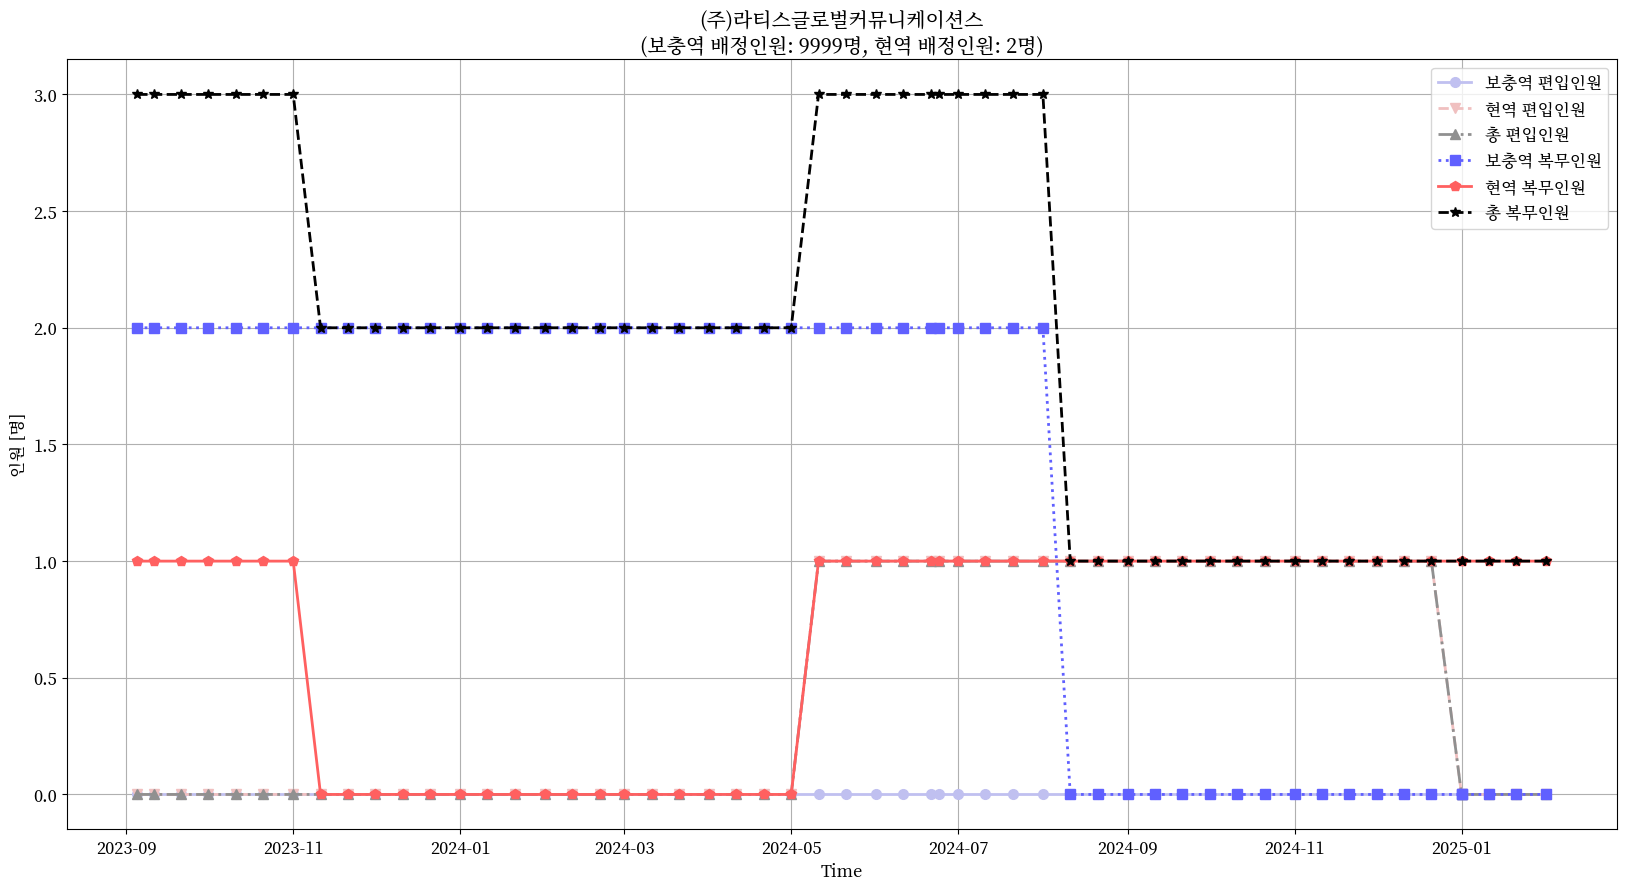 (주)라티스글로벌커뮤니케이션스
(보충역 배정인원: 9999명, 현역 배정인원: 2명)
보충역 편입인원
현역 편입인원
총 편입인원
보충역 복무인원
현역 복무인원
총 복무인원
인원 [명]
3.0
2.5
2.0
1.5
1.0
0.5
0.0
2023-09
2023-11
2024-01
2024-03
2024-05
2024-07
2024-09
2024-11
2025-01
Time